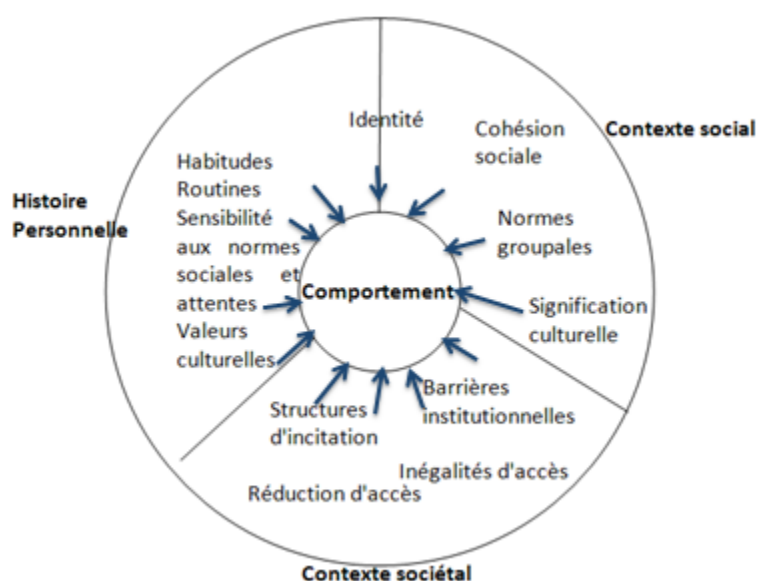 Identité
Cohésion
sociale
Contexte social
Habitudes
Routines
Sensibilité
aux normes
sociales et
attentes
Valeurs
culturelles
Histoire
Personnelle
Normes
groupales
Comportement
Signification
culturelle
Barrières
institutionnelles
Structures
d'incitation
Inégalités d'accès
Réduction d'accès
Contexte sociétal